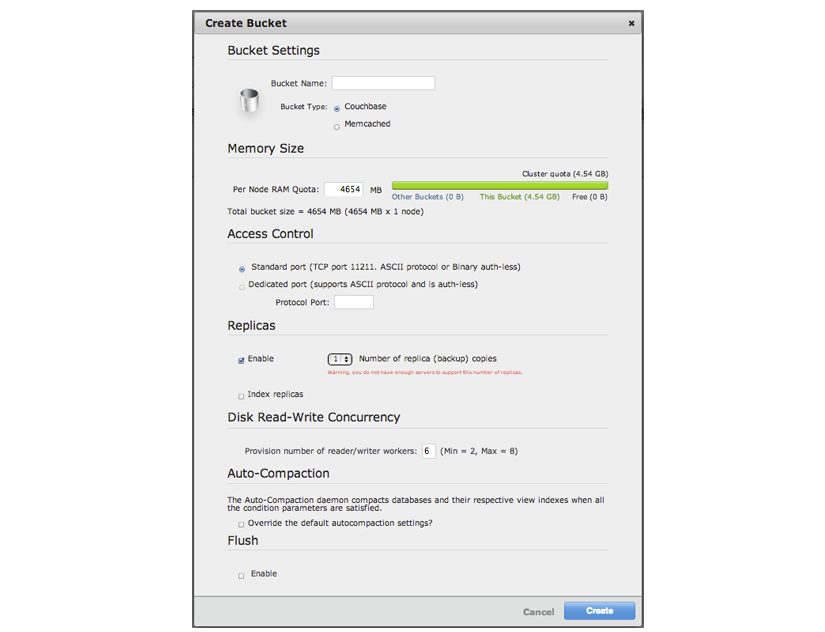 Create Bucket
Bucket Settings
Bucket Name:
Bucket Type: Couchbase
Memcached
Memory Size
Cluster quota (4.54 GB)
Per Node RAM Quota: 4654 MB
Other Buckets (0 B) This Bucket (4.54 GB) Free (0 B)
Total bucket size = 4654 MB (4654 MB x 1 node)
Access Control
Standard port (TCP port 11211. ASCII protocol or Binary auth-less)
Dedicated port (supports ASCII protocol and is auth-less)
Protocol Port:
Replicas
Enable 1 Number of replica (backup) copies
Warning, you do not have enough servers to support this number of replicas.
Index replicas
Disk Read-Write Concurrency
Provision number of reader/writer workers: 6 (Min = 2, Max = 8)
Auto-Compaction
The Auto-Compaction daemon compacts databases and their respective view indexes when all
the condition parameters are satisfied.
Override the default autocompaction settings?
Flush
Enable
Cancel Create